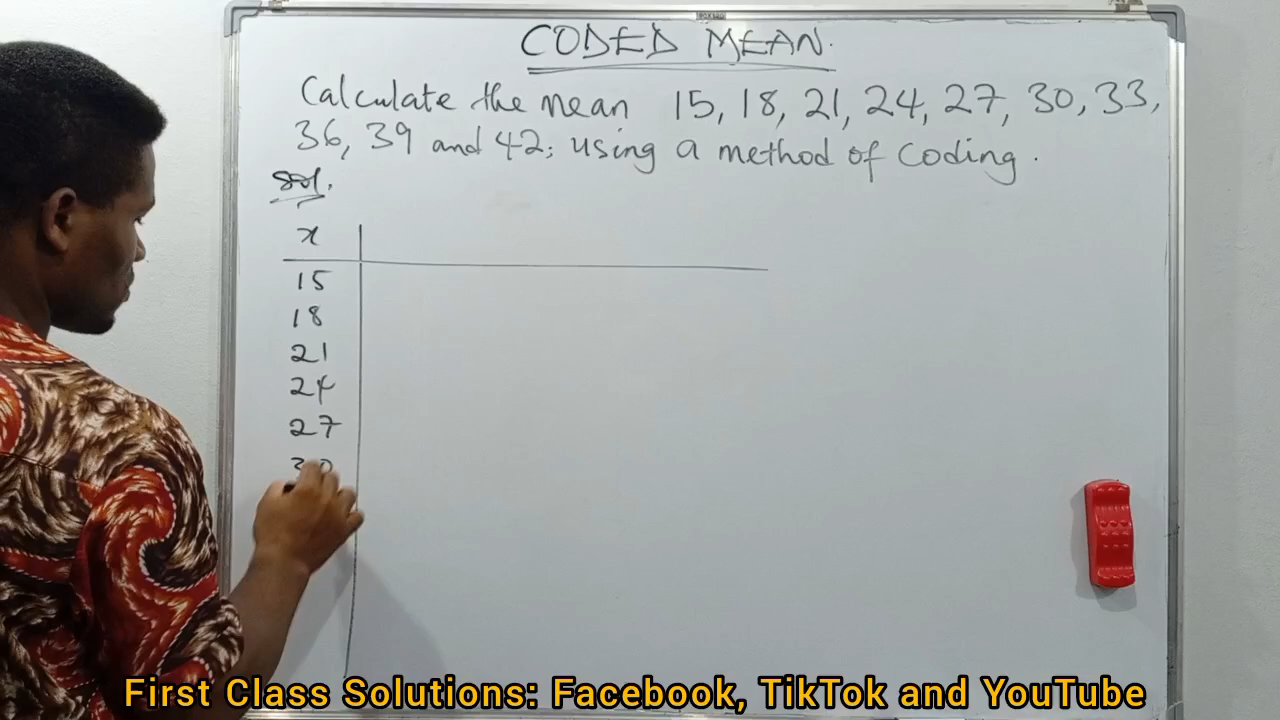 CODED MEAN.
Calculate the mean 15, 18, 21, 24, 27, 30, 33,
36, 39 and 42; using a method of coding.
Sol.
x
15
18
21
24
27
30
First Class Solutions: Facebook, TikTok and YouTube